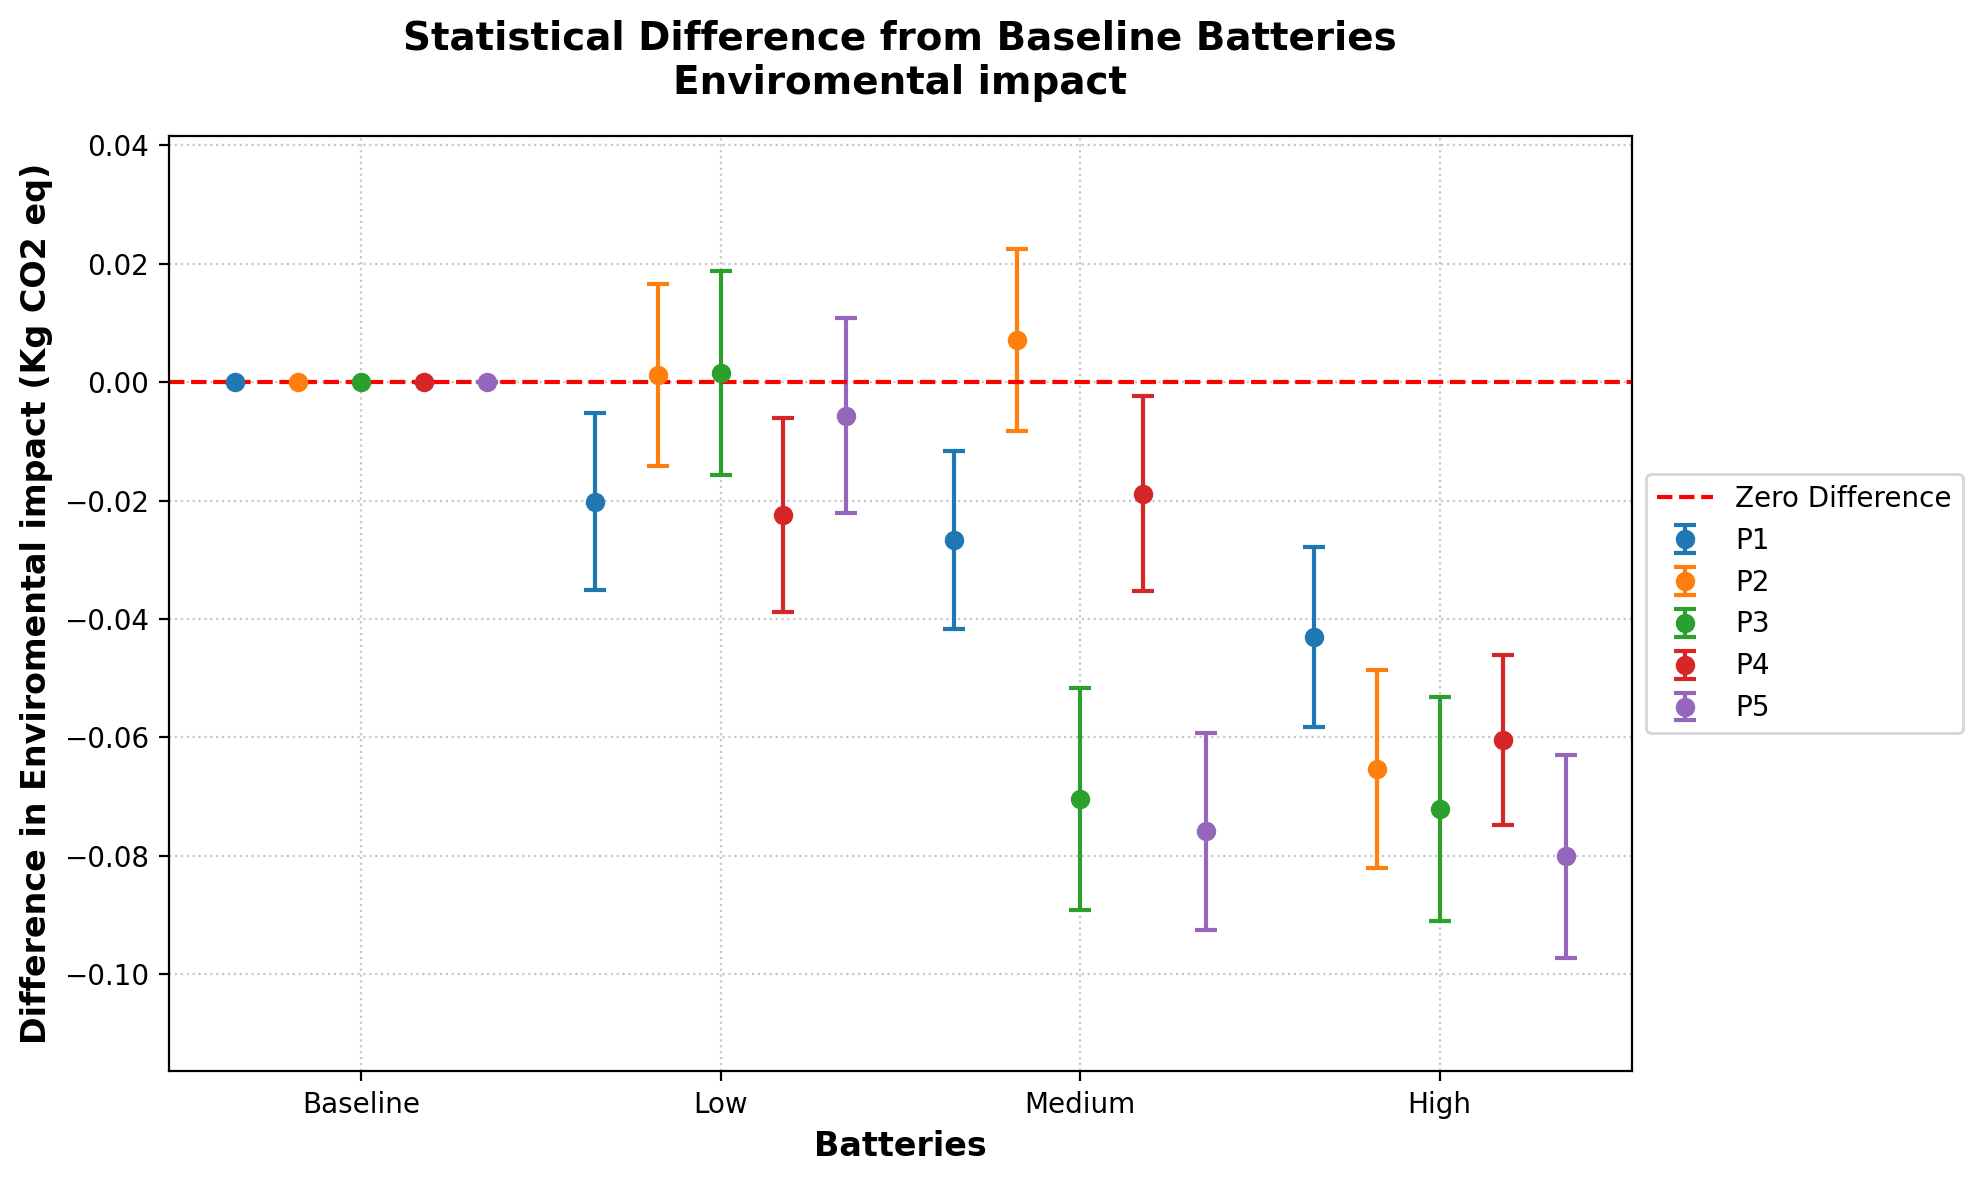 Statistical Difference from Baseline Batteries
Enviromental impact
Difference in Enviromental impact (Kg CO2 eq)
0.04
0.02
0.00
−0.02
−0.04
−0.06
−0.08
−0.10
Baseline
Low
Medium
High
Batteries
Zero Difference
P1
P2
P3
P4
P5